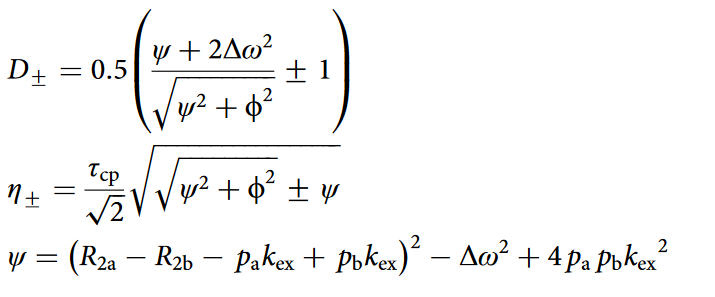 D± = 0.5 ( (ψ + 2Δω²) / √(ψ² + ϕ²) ± 1 )
η± = (τcp / √2) √( √(ψ² + ϕ²) ± ψ )
ψ = (R2a − R2b − pakex + pbkex)² − Δω² + 4papbkex²